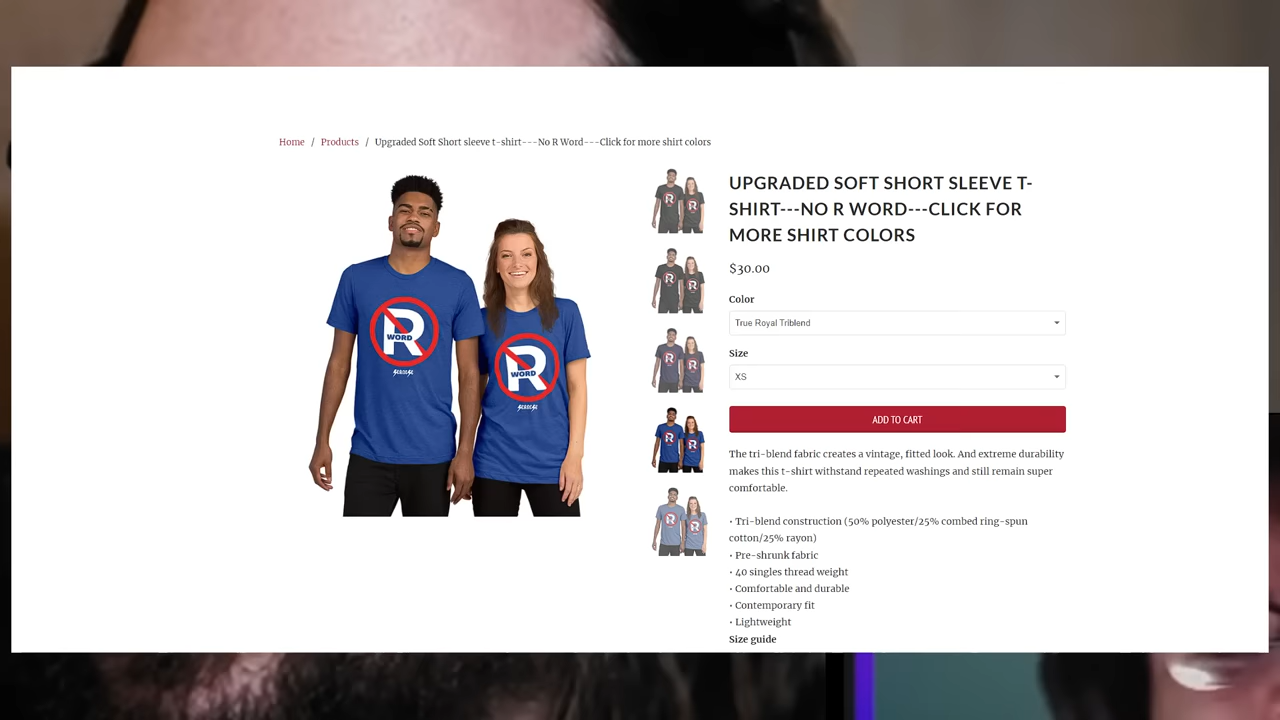 Home / Products / Upgraded Soft Short sleeve t-shirt---No R Word---Click for more shirt colors
UPGRADED SOFT SHORT SLEEVE T-
SHIRT---NO R WORD---CLICK FOR
MORE SHIRT COLORS
$30.00
Color
True Royal Triblend
Size
XS
ADD TO CART
The tri-blend fabric creates a vintage, fitted look. And extreme durability
makes this t-shirt withstand repeated washings and still remain super
comfortable.
• Tri-blend construction (50% polyester/25% combed ring-spun
cotton/25% rayon)
• Pre-shrunk fabric
• 40 singles thread weight
• Comfortable and durable
• Contemporary fit
• Lightweight
Size guide
R
WORD
R
WORD